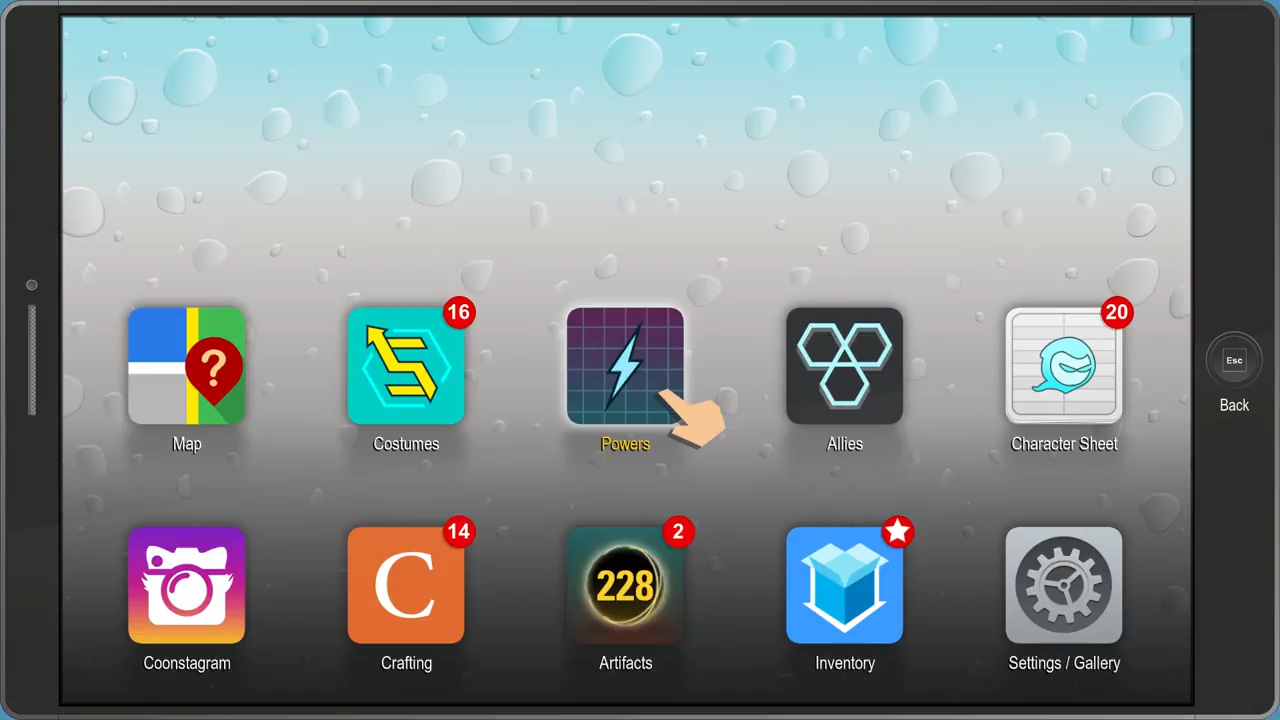 16
20
?
Esc
Back
Map
Costumes
Powers
Allies
Character Sheet
14
2
C
228
Coonstagram
Crafting
Artifacts
Inventory
Settings / Gallery